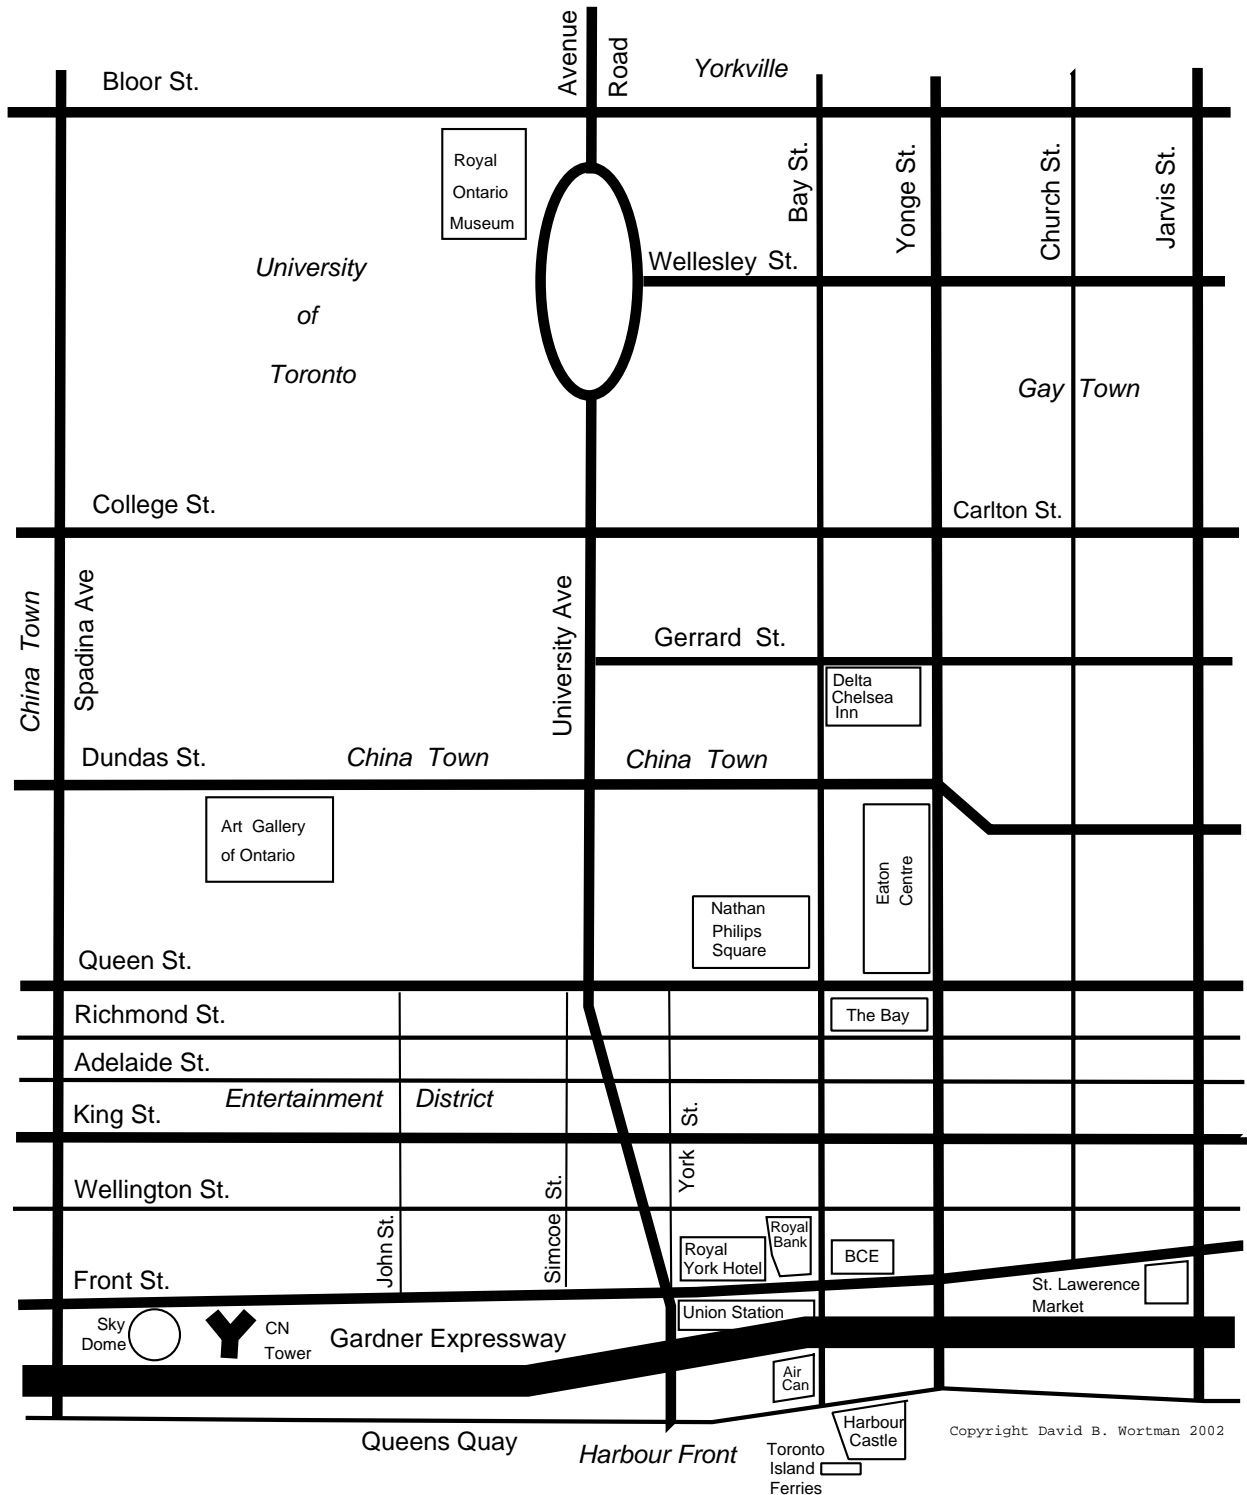 Avenue
Road
Yorkville
Bloor St.
Royal
Ontario
Museum
Bay St.
Yonge St.
Church St.
Jarvis St.
University
of
Toronto
Wellesley St.
Gay Town
College St.
Carlton St.
China Town
Spadina Ave
University Ave
Gerrard St.
Delta
Chelsea
Inn
Dundas St.
China Town
China Town
Art Gallery
of Ontario
Eaton
Centre
Nathan
Philips
Square
Queen St.
Richmond St.
The Bay
Adelaide St.
Entertainment District
King St.
York St.
Wellington St.
John St.
Simcoe St.
Royal
Bank
Royal
York Hotel
BCE
Front St.
St. Lawerence
Market
Union Station
Sky
Dome
CN
Tower
Gardner Expressway
Air
Can
Harbour
Castle
Copyright David B. Wortman 2002
Queens Quay
Harbour Front
Toronto
Island
Ferries